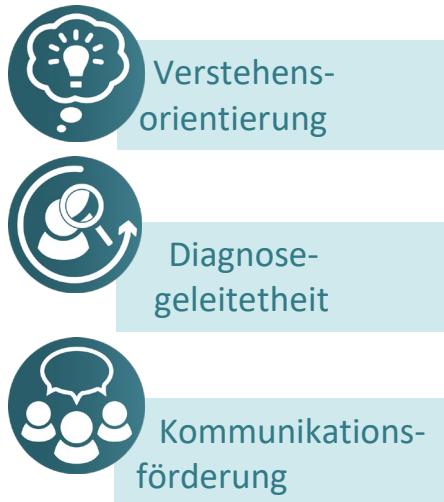 Verstehens-
orientierung
Diagnose-
geleitetheit
Kommunikations-
förderung